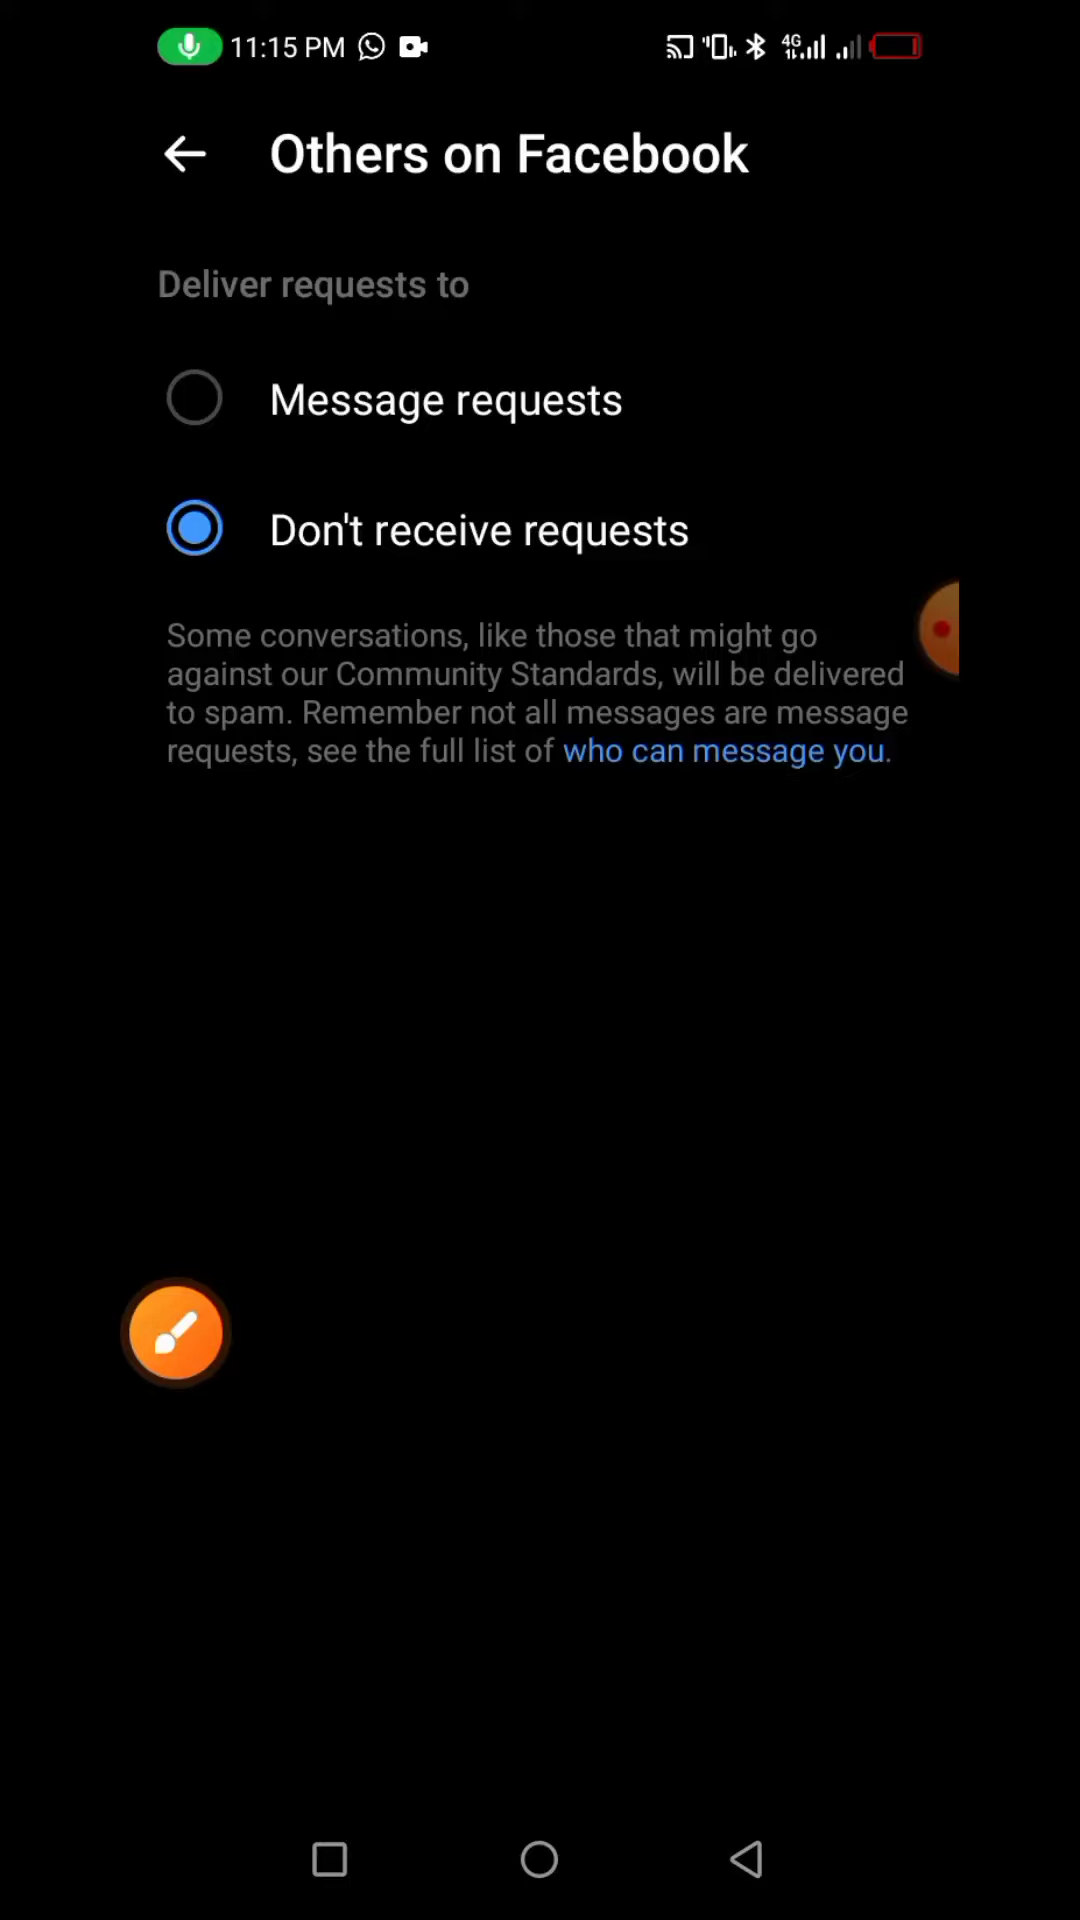 11:15 PM 4G
Others on Facebook
Deliver requests to
Message requests
Don't receive requests
Some conversations, like those that might go
against our Community Standards, will be delivered
to spam. Remember not all messages are message
requests, see the full list of who can message you.